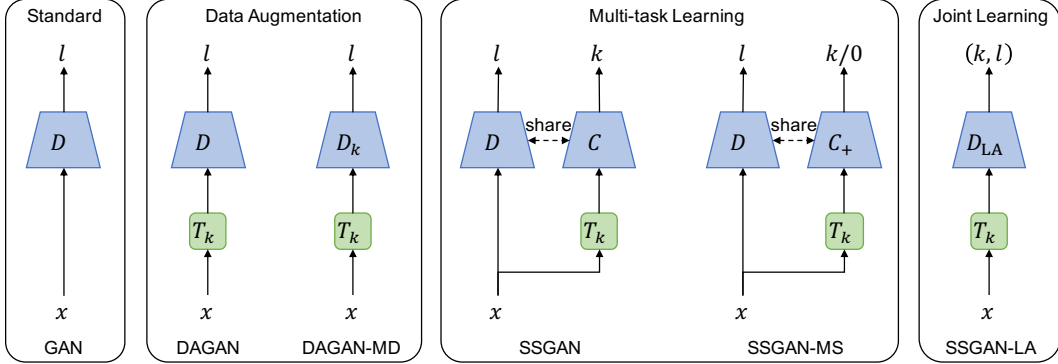 Standard
Data Augmentation
Multi-task Learning
Joint Learning
l
l
l
l
k
l
k/0
(k, l)
D
D
D_k
D
share
C
D
share
C_+
D_LA
T_k
T_k
T_k
T_k
T_k
x
x
x
x
x
x
GAN
DAGAN
DAGAN-MD
SSGAN
SSGAN-MS
SSGAN-LA